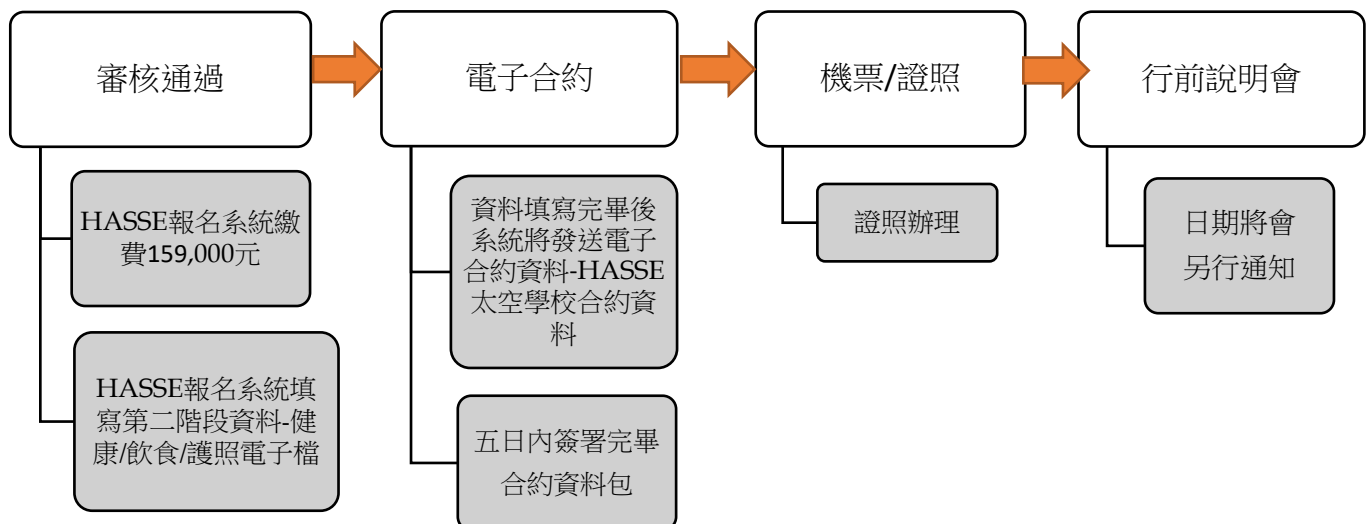 審核通過
HASSE報名系統繳
費159,000元
HASSE報名系統填
寫第二階段資料-健
康/飲食/護照電子檔
電子合約
資料填寫完畢後
系統將發送電子
合約資料-HASSE
太空學校合約資
料
五日內簽署完畢
合約資料包
機票/證照
證照辦理
行前說明會
日期將會
另行通知